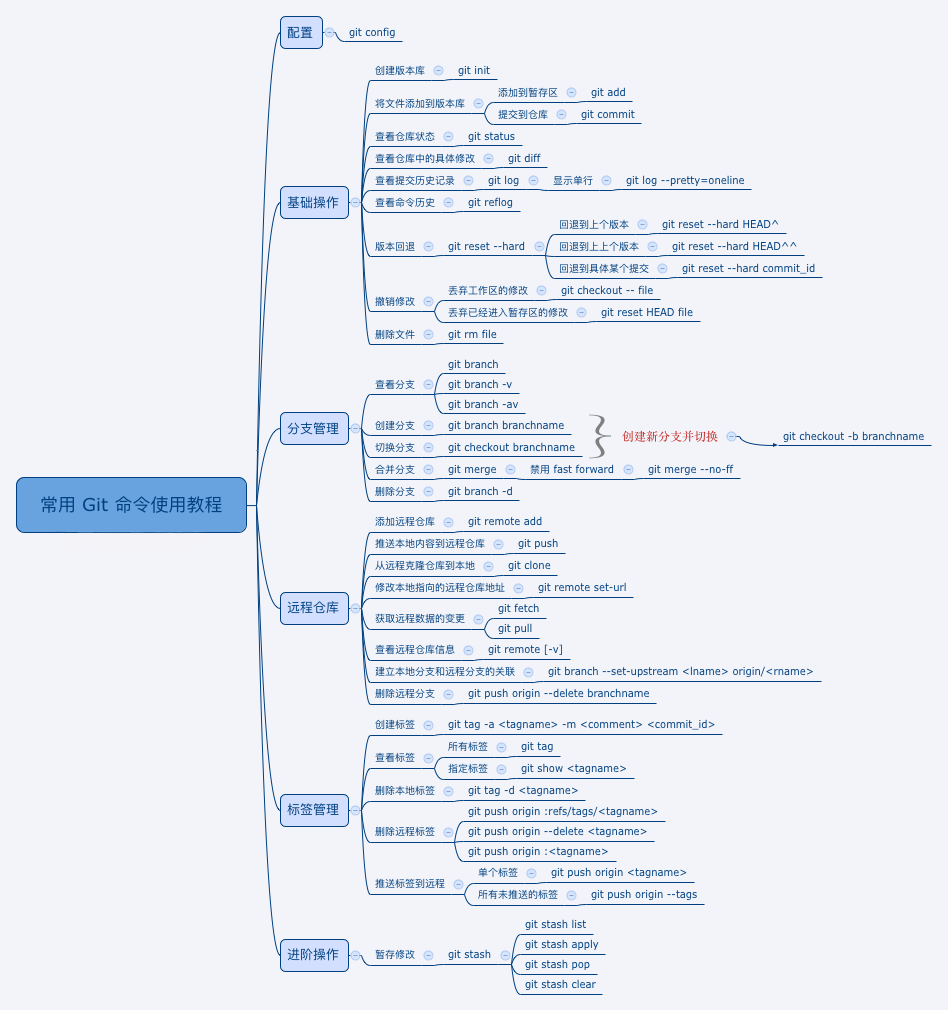 常用 Git 命令使用教程
配置
git config
基础操作
创建版本库
git init
将文件添加到版本库
添加到暂存区
git add
提交到仓库
git commit
查看仓库状态
git status
查看仓库中的具体修改
git diff
查看提交历史记录
git log
显示单行
git log --pretty=oneline
查看命令历史
git reflog
版本回退
git reset --hard
回退到上个版本
git reset --hard HEAD^
回退到上上个版本
git reset --hard HEAD^^
回退到具体某个提交
git reset --hard commit_id
撤销修改
丢弃工作区的修改
git checkout -- file
丢弃已经进入暂存区的修改
git reset HEAD file
删除文件
git rm file
分支管理
查看分支
git branch
git branch -v
git branch -av
创建分支
git branch branchname
切换分支
git checkout branchname
创建新分支并切换
git checkout -b branchname
合并分支
git merge
禁用 fast forward
git merge --no-ff
删除分支
git branch -d
远程仓库
添加远程仓库
git remote add
推送本地内容到远程仓库
git push
从远程克隆仓库到本地
git clone
修改本地指向的远程仓库地址
git remote set-url
获取远程数据的变更
git fetch
git pull
查看远程仓库信息
git remote [-v]
建立本地分支和远程分支的关联
git branch --set-upstream <lname> origin/<rname>
删除远程分支
git push origin --delete branchname
标签管理
创建标签
git tag -a <tagname> -m <comment> <commit_id>
查看标签
所有标签
git tag
指定标签
git show <tagname>
删除本地标签
git tag -d <tagname>
删除远程标签
git push origin :refs/tags/<tagname>
git push origin --delete <tagname>
git push origin :<tagname>
推送标签到远程
单个标签
git push origin <tagname>
所有未推送的标签
git push origin --tags
进阶操作
暂存修改
git stash
git stash list
git stash apply
git stash pop
git stash clear